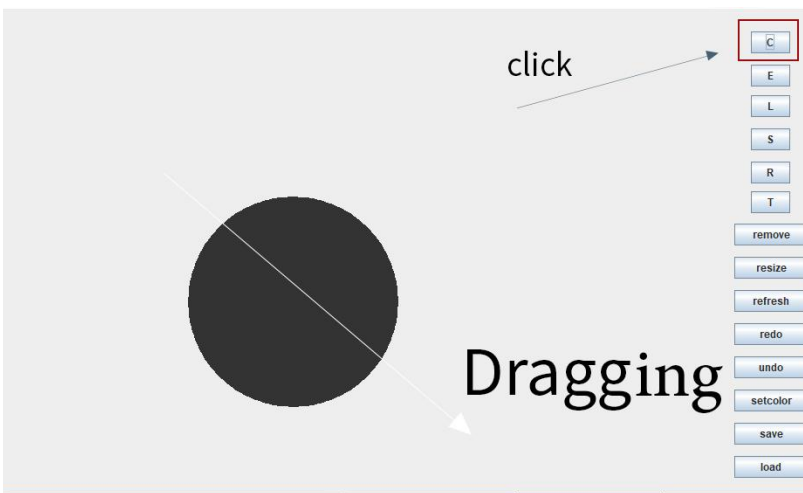 click
C
E
L
S
R
T
remove
resize
refresh
redo
undo
Dragging
setcolor
save
load